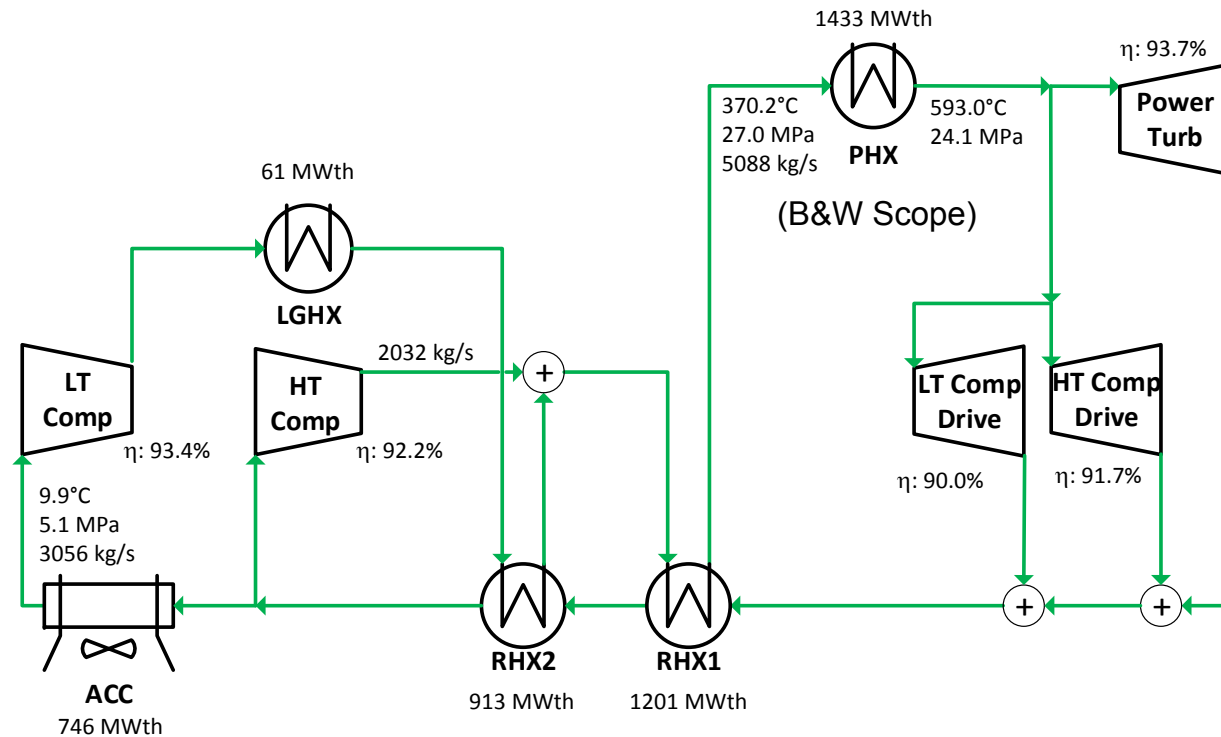 1433 MWth
η: 93.7%
370.2°C
27.0 MPa
5088 kg/s
593.0°C
24.1 MPa
PHX
Power
Turb
(B&W Scope)
61 MWth
LGHX
LT
Comp
η: 93.4%
HT
Comp
η: 92.2%
2032 kg/s
+
LT Comp
Drive
η: 90.0%
HT Comp
Drive
η: 91.7%
9.9°C
5.1 MPa
3056 kg/s
ACC
746 MWth
RHX2
913 MWth
RHX1
1201 MWth
+
+